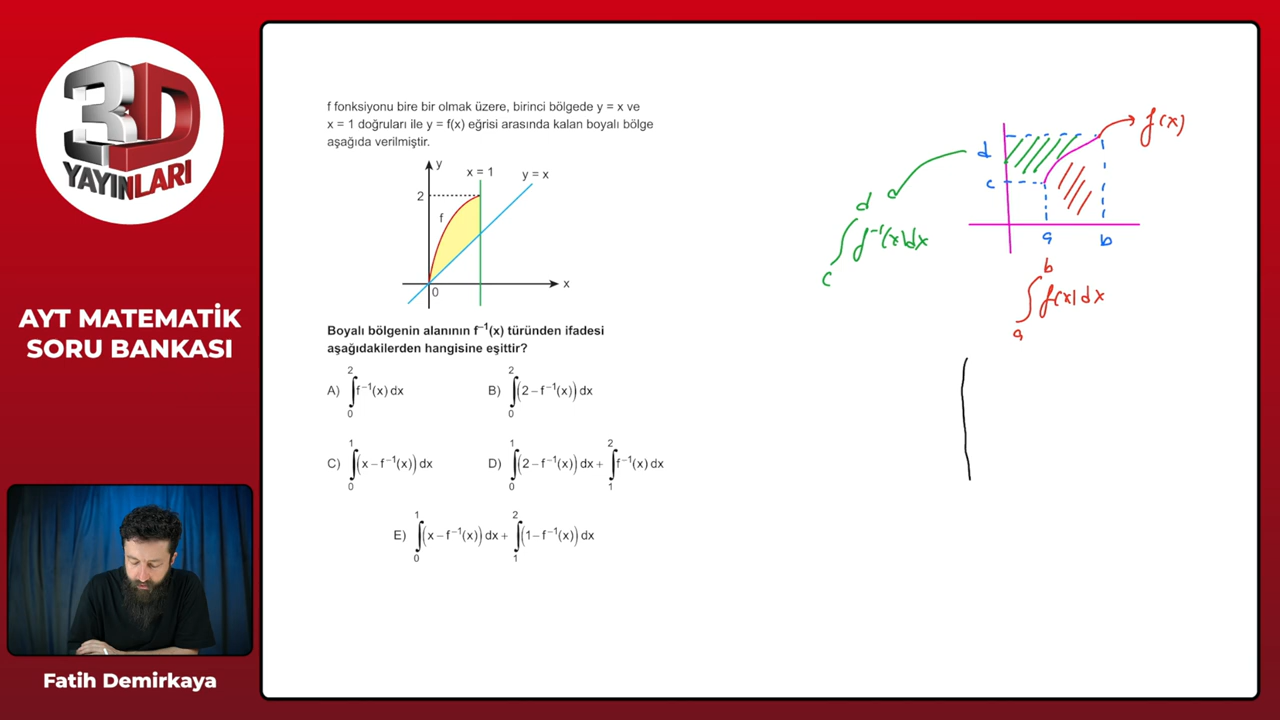 3D
YAYINLARI
AYT MATEMATİK
SORU BANKASI
Fatih Demirkaya
f fonksiyonu bire bir olmak üzere, birinci bölgede y = x ve
x = 1 doğruları ile y = f(x) eğrisi arasında kalan boyalı bölge
aşağıda verilmiştir.
y
x = 1
y = x
2
f
0
x
Boyalı bölgenin alanının f⁻¹(x) türünden ifadesi
aşağıdakilerden hangisine eşittir?
A) ∫₀² f⁻¹(x) dx
B) ∫₀² (2 – f⁻¹(x)) dx
C) ∫₀¹ (x – f⁻¹(x)) dx
D) ∫₀¹ (2 – f⁻¹(x)) dx + ∫₁² f⁻¹(x) dx
E) ∫₀¹ (x – f⁻¹(x)) dx + ∫₁² (1 – f⁻¹(x)) dx
f(x)
d
c
a
b
∫_c^d f⁻¹(x) dx
∫_a^b f(x) dx